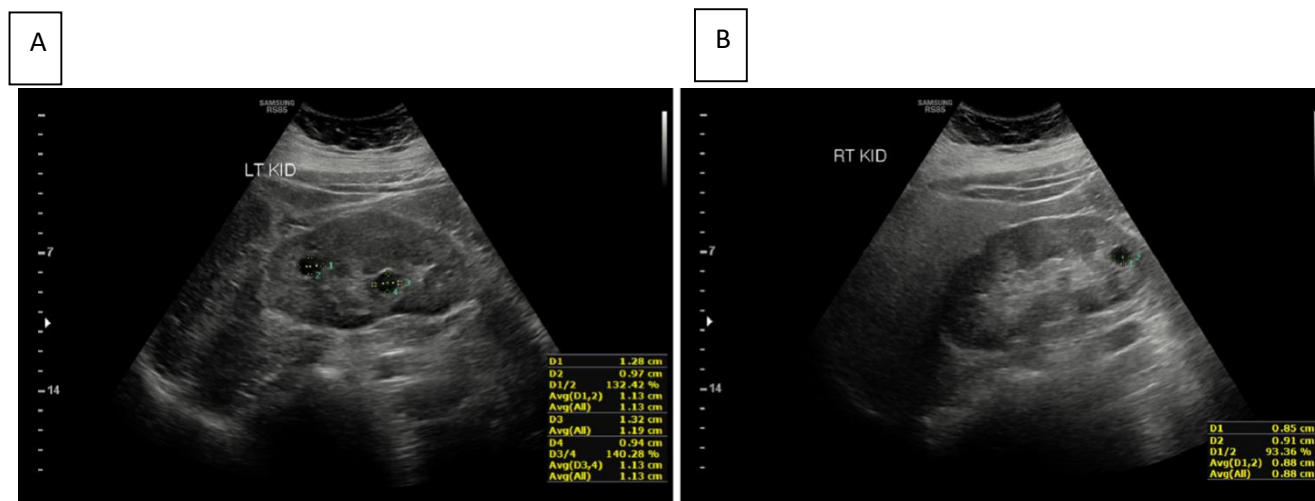 A
B
SAMSUNG
RS85
LT KID
7
14
1
2
3
4
D1 1.28 cm
D2 0.97 cm
D1/2 132.42 %
Avg(D1,2) 1.13 cm
Avg(All) 1.13 cm
D3 1.32 cm
Avg(All) 1.19 cm
D4 0.94 cm
D3/4 140.28 %
Avg(D3,4) 1.13 cm
Avg(All) 1.13 cm
SAMSUNG
RS85
RT KID
7
14
D1 0.85 cm
D2 0.91 cm
D1/2 93.36 %
Avg(D1,2) 0.88 cm
Avg(All) 0.88 cm